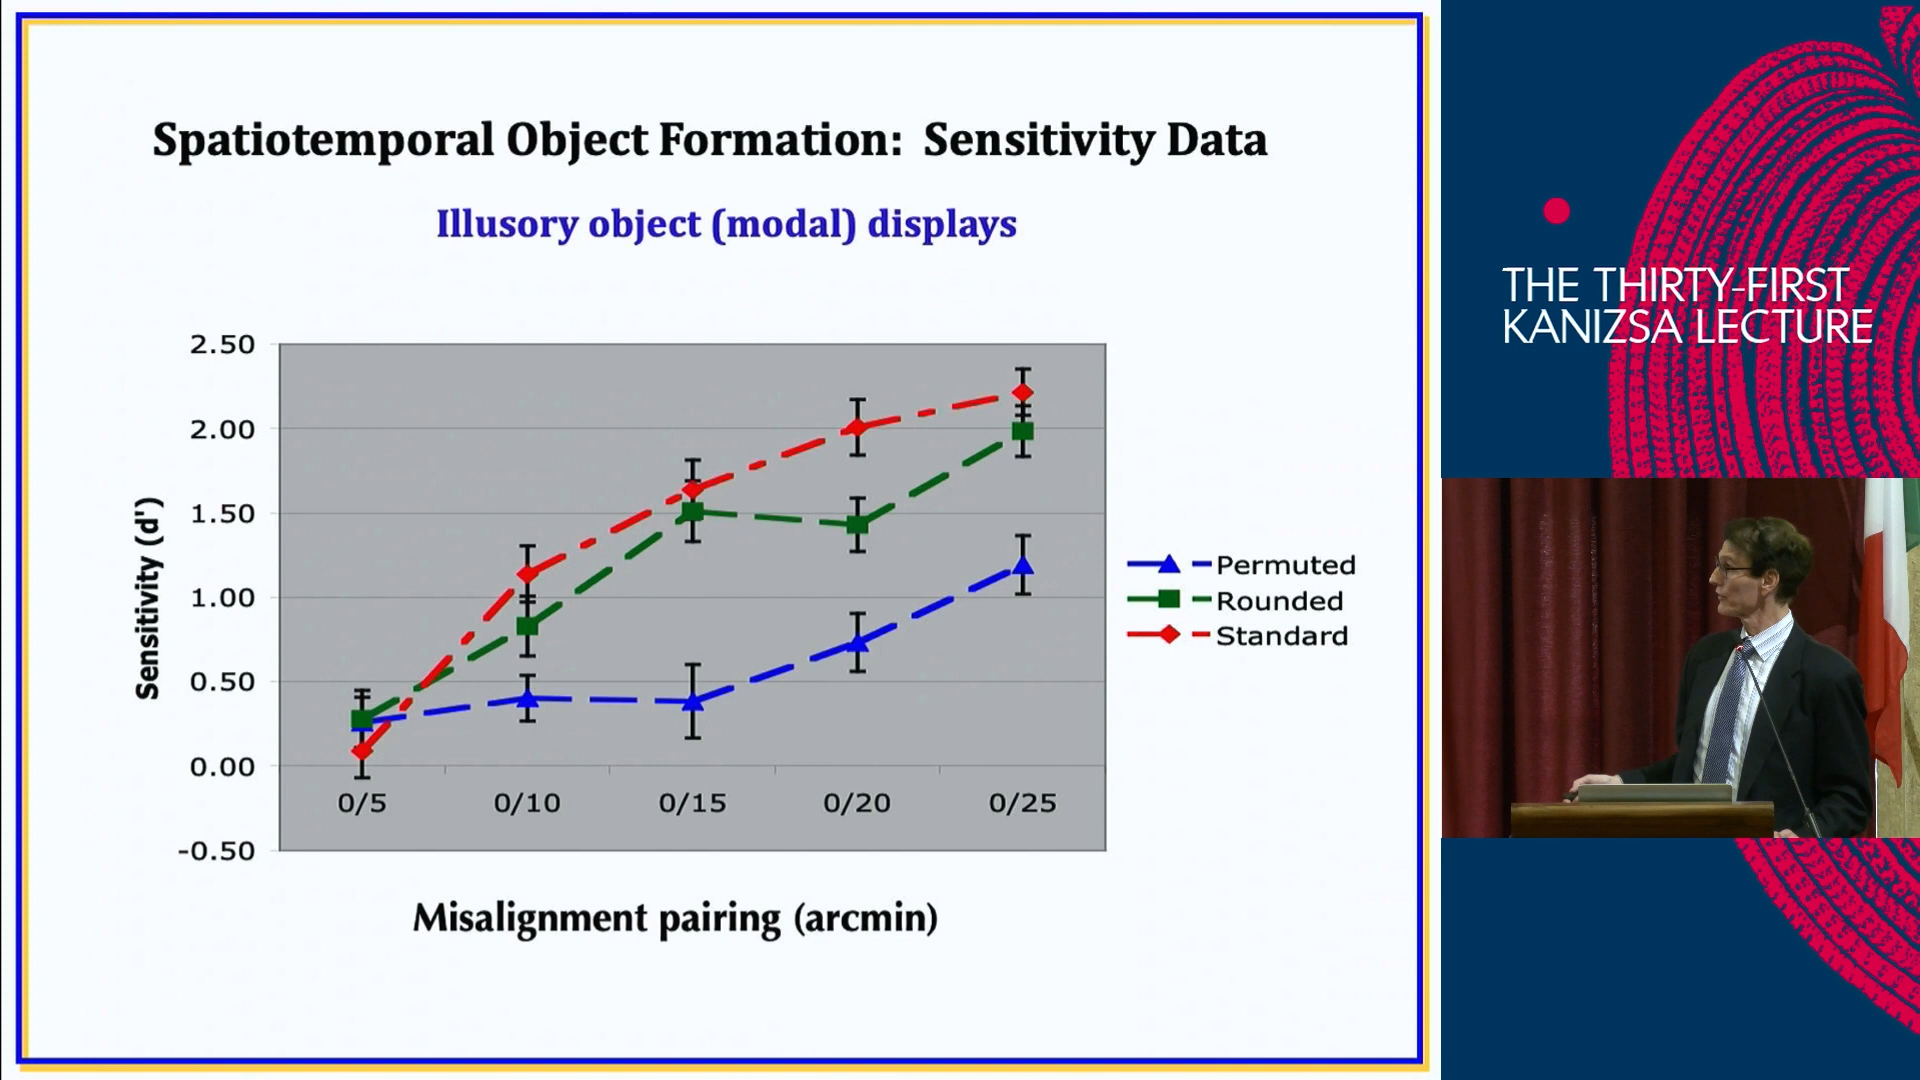 Spatiotemporal Object Formation:  Sensitivity Data
Illusory object (modal) displays
2.50
2.00
1.50
1.00
0.50
0.00
-0.50
Sensitivity (d')
0/5 0/10 0/15 0/20 0/25
Misalignment pairing (arcmin)
Permuted
Rounded
Standard
THE THIRTY-FIRST
KANIZSA LECTURE